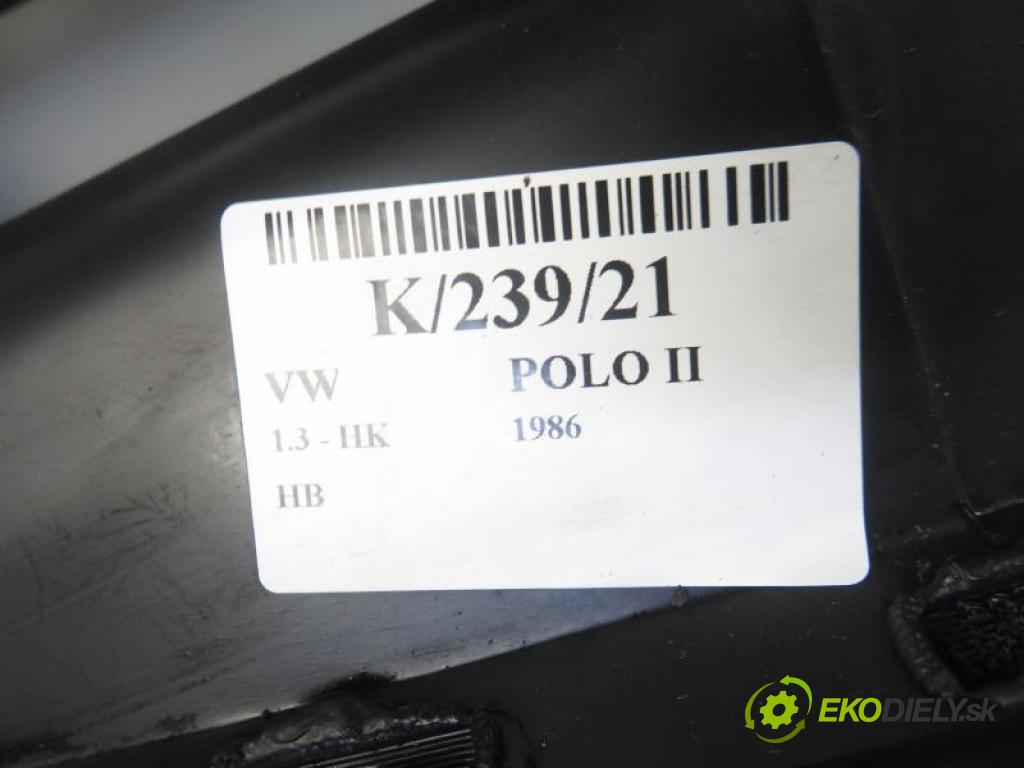 K/239/21
VW POLO II
1.3 - HK 1986
HB
EKODIELY.sk